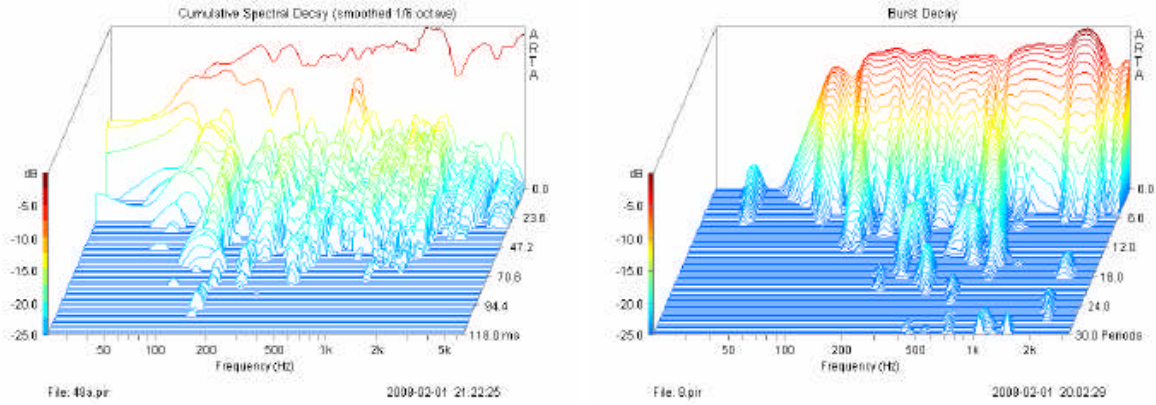 Cumulative Spectral Decay (smoothed 1/6 octave)
A
R
T
A
dB
-5.0
-10.0
-15.0
-20.0
-25.0
0.0
23.6
47.2
70.8
94.4
118.0 ms
50 100 200 500 1k 2k 5k
Frequency (Hz)
File: 49a.pir 2009-02-01 21:22:25
Burst Decay
A
R
T
A
dB
-5.0
-10.0
-15.0
-20.0
-25.0
0.0
6.0
12.0
18.0
24.0
30.0 Periods
50 100 200 500 1k 2k
Frequency (Hz)
File: 9.pir 2009-02-01 20:02:29